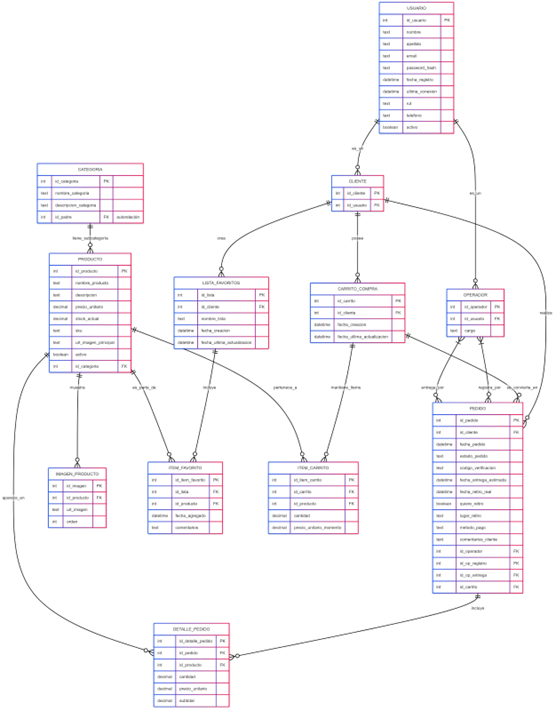 USUARIO
int id_usuario PK
text nombre
text apellido
text email
text password_hash
datetime fecha_registro
datetime ultima_conexion
text rut
text telefono
boolean activo
es_un
es_un
CATEGORIA
int id_categoria PK
text nombre_categoria
text descripcion_categoria
int id_padre FK autorelación
tiene_subcategoria
CLIENTE
int id_cliente PK
int id_usuario FK
crea
posee
realiza
PRODUCTO
int id_producto PK
text nombre_producto
text descripcion
decimal precio_unitario
decimal stock_actual
text sku
text url_imagen_principal
boolean activo
int id_categoria FK
LISTA_FAVORITOS
int id_lista PK
int id_cliente FK
text nombre_lista
datetime fecha_creacion
datetime fecha_ultima_actualizacion
CARRITO_COMPRA
int id_carrito PK
int id_cliente FK
datetime fecha_creacion
datetime fecha_ultima_actualizacion
OPERADOR
int id_operador PK
int id_usuario FK
text cargo
muestra
es_parte_de
incluye
pertenece_a
mantiene_items
entrega_por
registra_por
se_convierte_en
aparece_en
IMAGEN_PRODUCTO
int id_imagen PK
int id_producto FK
text url_imagen
int orden
ITEM_FAVORITO
int id_item_favorito PK
int id_lista FK
int id_producto FK
datetime fecha_agregado
text comentarios
ITEM_CARRITO
int id_item_carrito PK
int id_carrito FK
int id_producto FK
decimal cantidad
decimal precio_unitario_momento
PEDIDO
int id_pedido PK
int id_cliente FK
datetime fecha_pedido
text estado_pedido
text codigo_verificacion
datetime fecha_entrega_estimada
datetime fecha_retiro_real
boolean quiere_retiro
text lugar_retiro
text metodo_pago
text comentarios_cliente
int id_operador FK
int id_op_registro FK
int id_op_entrega FK
int id_carrito FK
incluye
DETALLE_PEDIDO
int id_detalle_pedido PK
int id_pedido FK
int id_producto FK
decimal cantidad
decimal precio_unitario
decimal subtotal